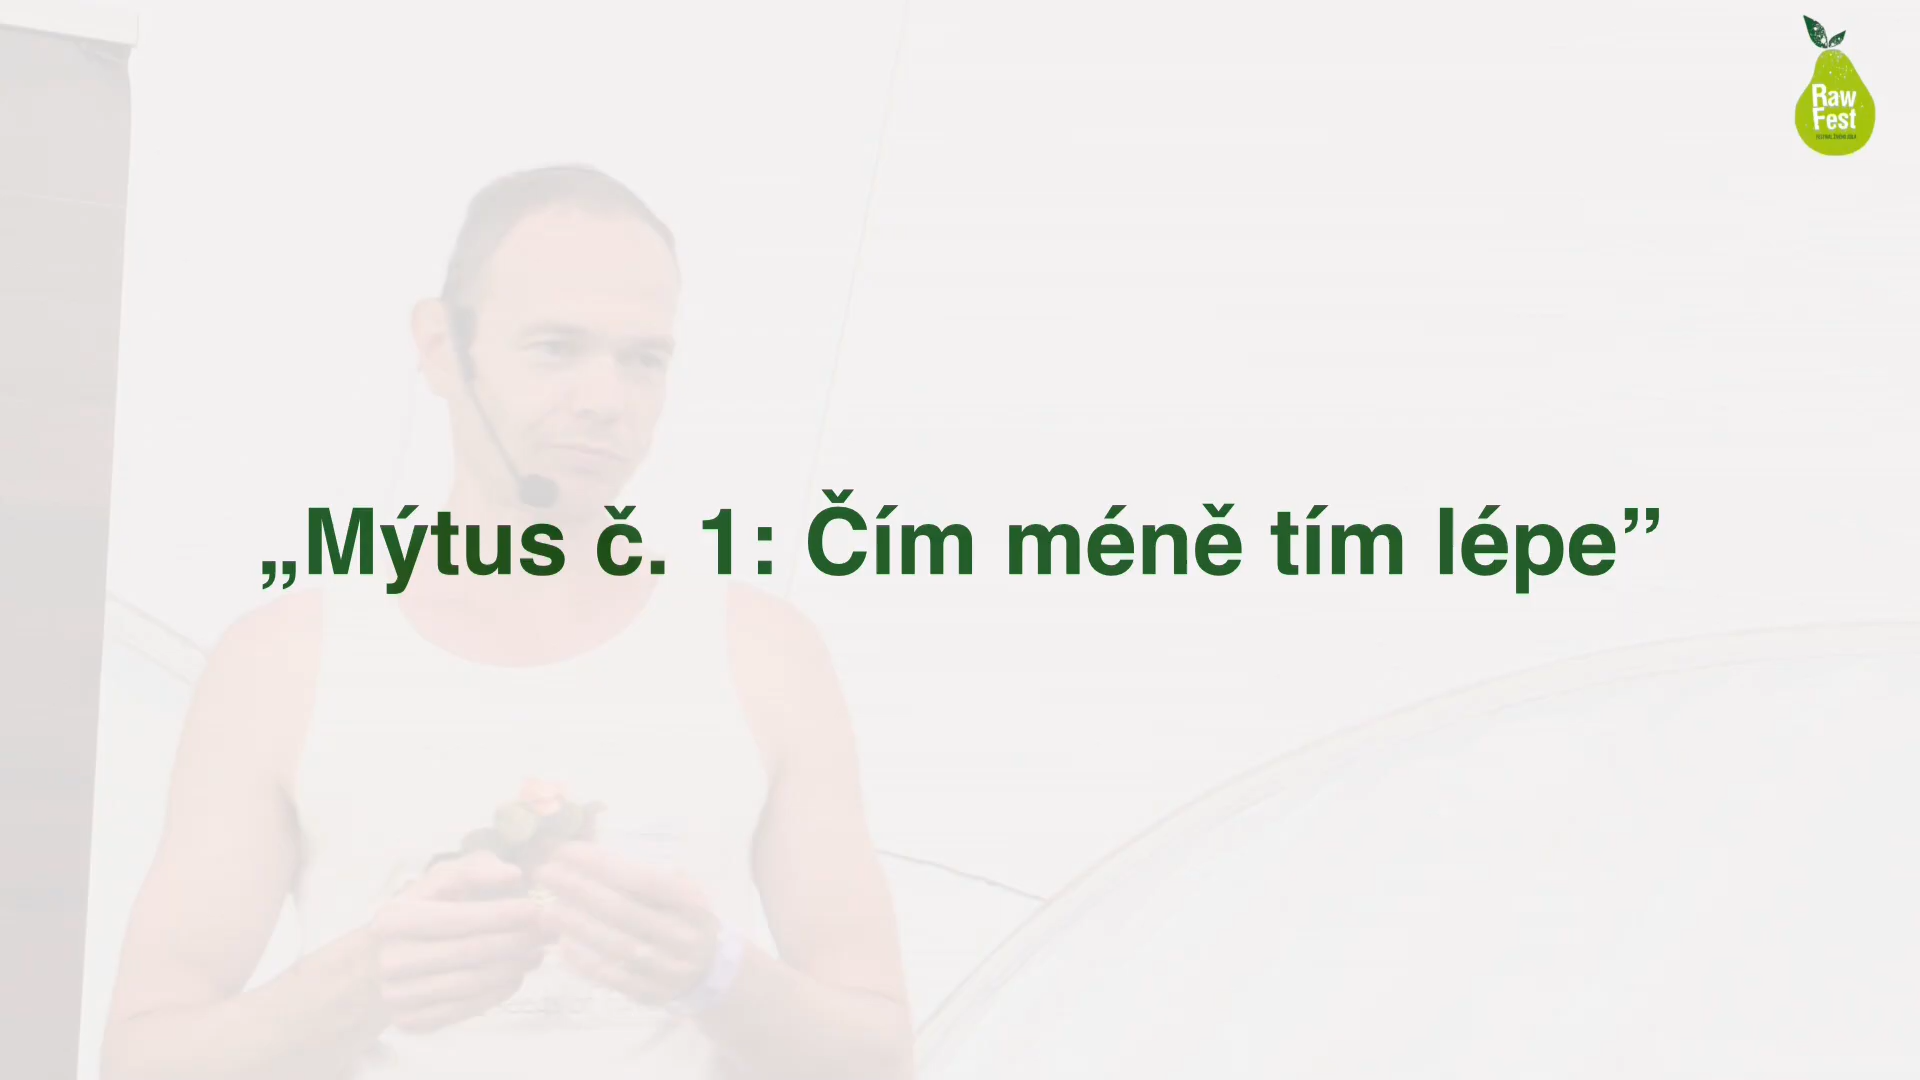 Raw
Fest
„Mýtus č. 1: Čím méně tím lépe”